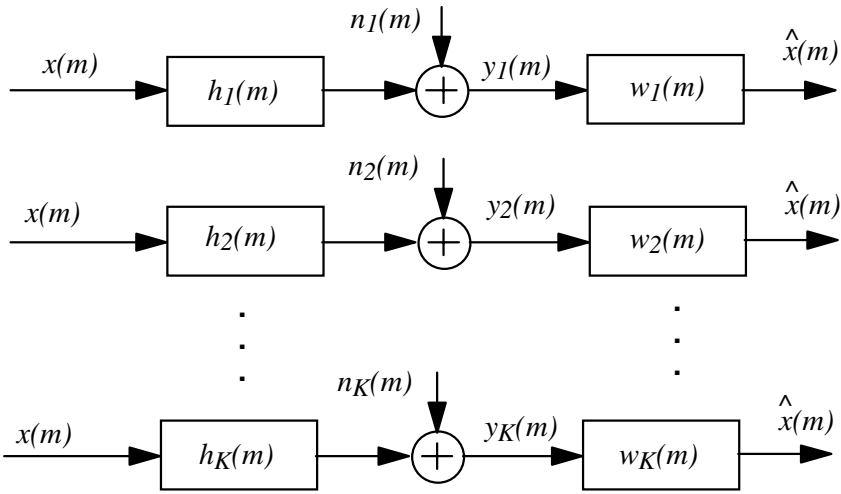 n1(m)
x(m) h1(m) + y1(m) w1(m) x̂(m)
n2(m)
x(m) h2(m) + y2(m) w2(m) x̂(m)
. .
. .
. .
nK(m)
x(m) hK(m) + yK(m) wK(m) x̂(m)